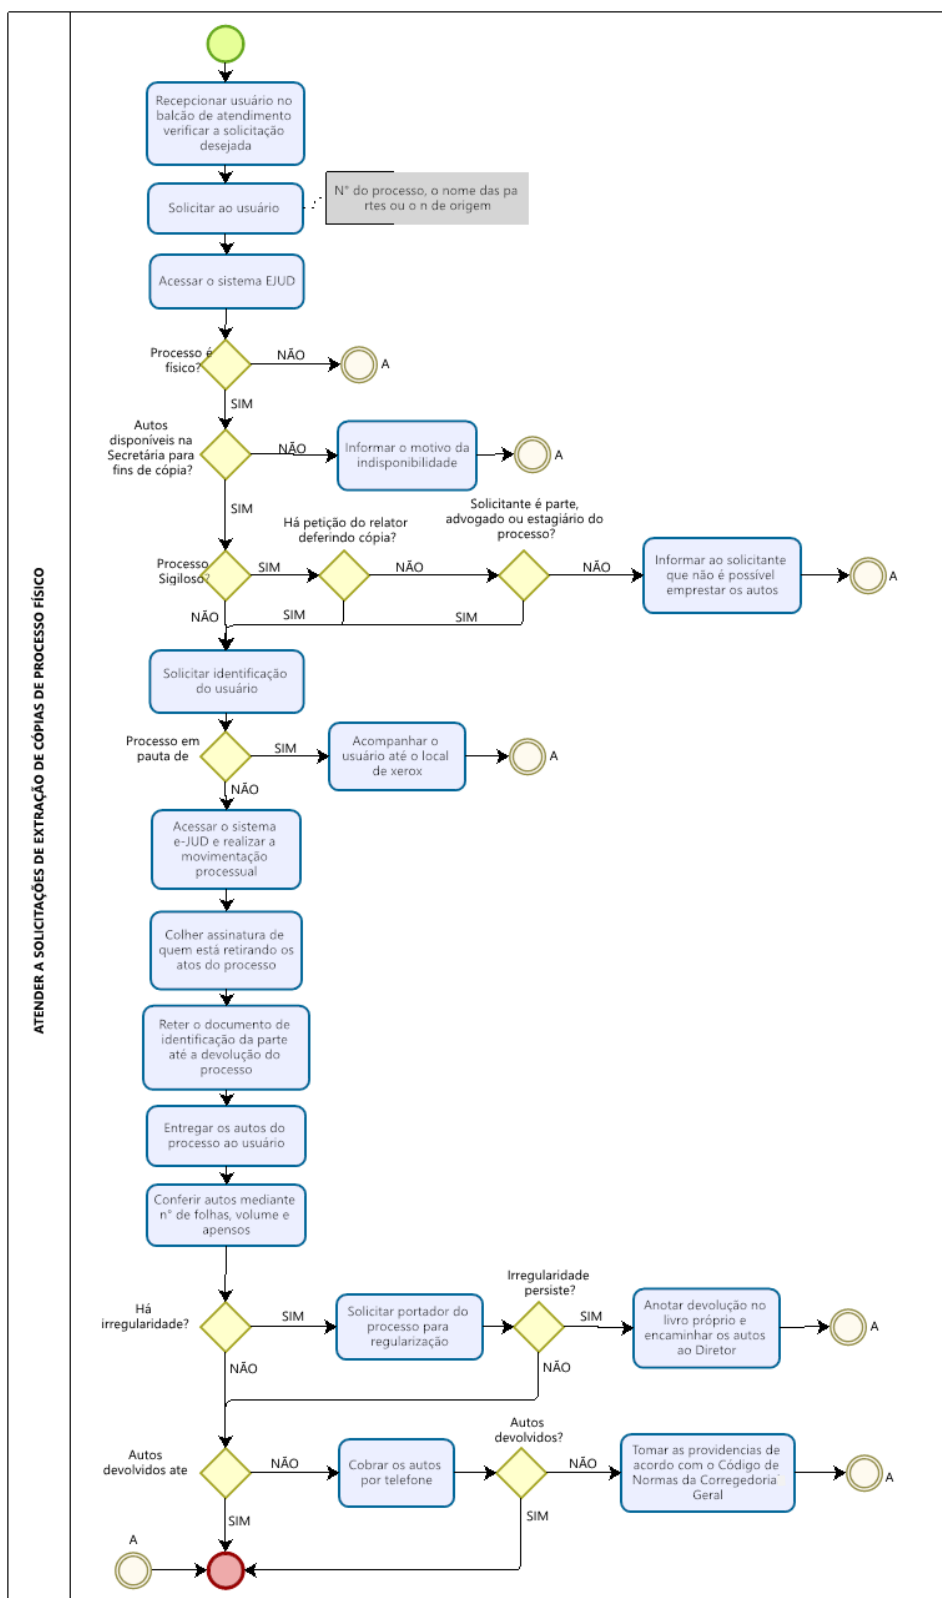 ATENDER A SOLICITAÇÕES DE EXTRAÇÃO DE CÓPIAS DE PROCESSO FÍSICO
Recepcionar usuário no
balcão de atendimento
verificar a solicitação
desejada
Solicitar ao usuário
N° do processo, o nome das pa
rtes ou o n de origem
Acessar o sistema EJUD
Processo é
físico?
NÃO
A
SIM
Autos
disponíveis na
Secretária para
fins de cópia?
NÃO
Informar o motivo da
indisponibilidade
A
SIM
Processo
Sigiloso?
SIM
Há petição do relator
deferindo cópia?
NÃO
Solicitante é parte,
advogado ou estagiário do
processo?
NÃO
Informar ao solicitante
que não é possível
emprestar os autos
A
NÃO
SIM
SIM
Solicitar identificação
do usuário
Processo em
pauta de
SIM
Acompanhar o
usuário até o local
de xerox
A
NÃO
Acessar o sistema
e-JUD e realizar a
movimentação
processual
Colher assinatura de
quem está retirando os
atos do processo
Reter o documento de
identificação da parte
até a devolução do
processo
Entregar os autos do
processo ao usuário
Conferir autos mediante
n° de folhas, volume e
apensos
Há
irregularidade?
SIM
Solicitar portador do
processo para
regularização
Irregularidade
persiste?
SIM
Anotar devolução no
livro próprio e
encaminhar os autos
ao Diretor
A
NÃO
NÃO
Autos
devolvidos ate
NÃO
Cobrar os autos
por telefone
Autos
devolvidos?
NÃO
Tomar as providencias de
acordo com o Código de
Normas da Corregedoria
Geral
A
SIM
SIM
A